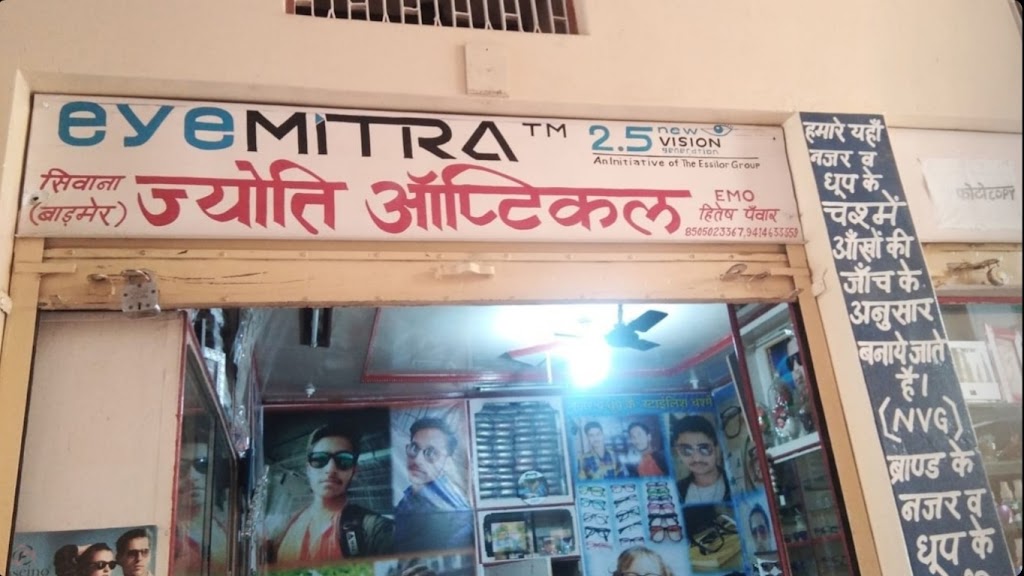 eyeMITRA™
2.5 new VISION generation
An Initiative of The Essilor Group
सिवाना
(बाड़मेर)
ज्योति ऑप्टिकल
EMO
हितेष पँवार
8505023367,9414633350
हमारे यहाँ
नजर व
धूप के
चश्में
आँखों की
जाँच के
अनुसार
बनाये जाते
है।
(NVG)
ब्राण्ड के
नजर व
धूप के